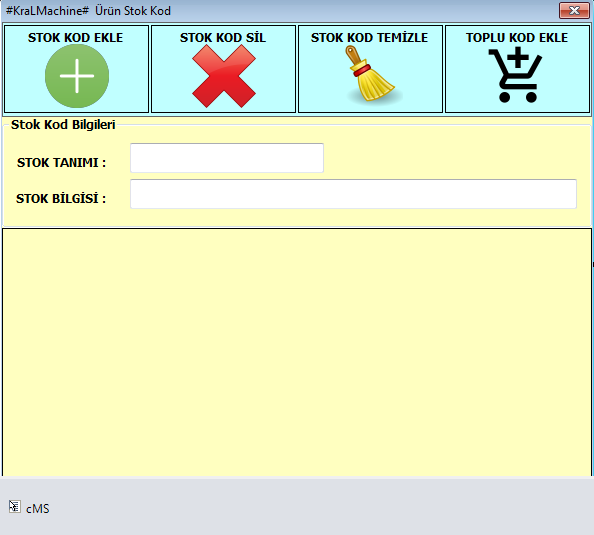 #KraLMachine# Ürün Stok Kod
STOK KOD EKLE
STOK KOD SİL
STOK KOD TEMİZLE
TOPLU KOD EKLE
Stok Kod Bilgileri
STOK TANIMI :
STOK BİLGİSİ :
cMS